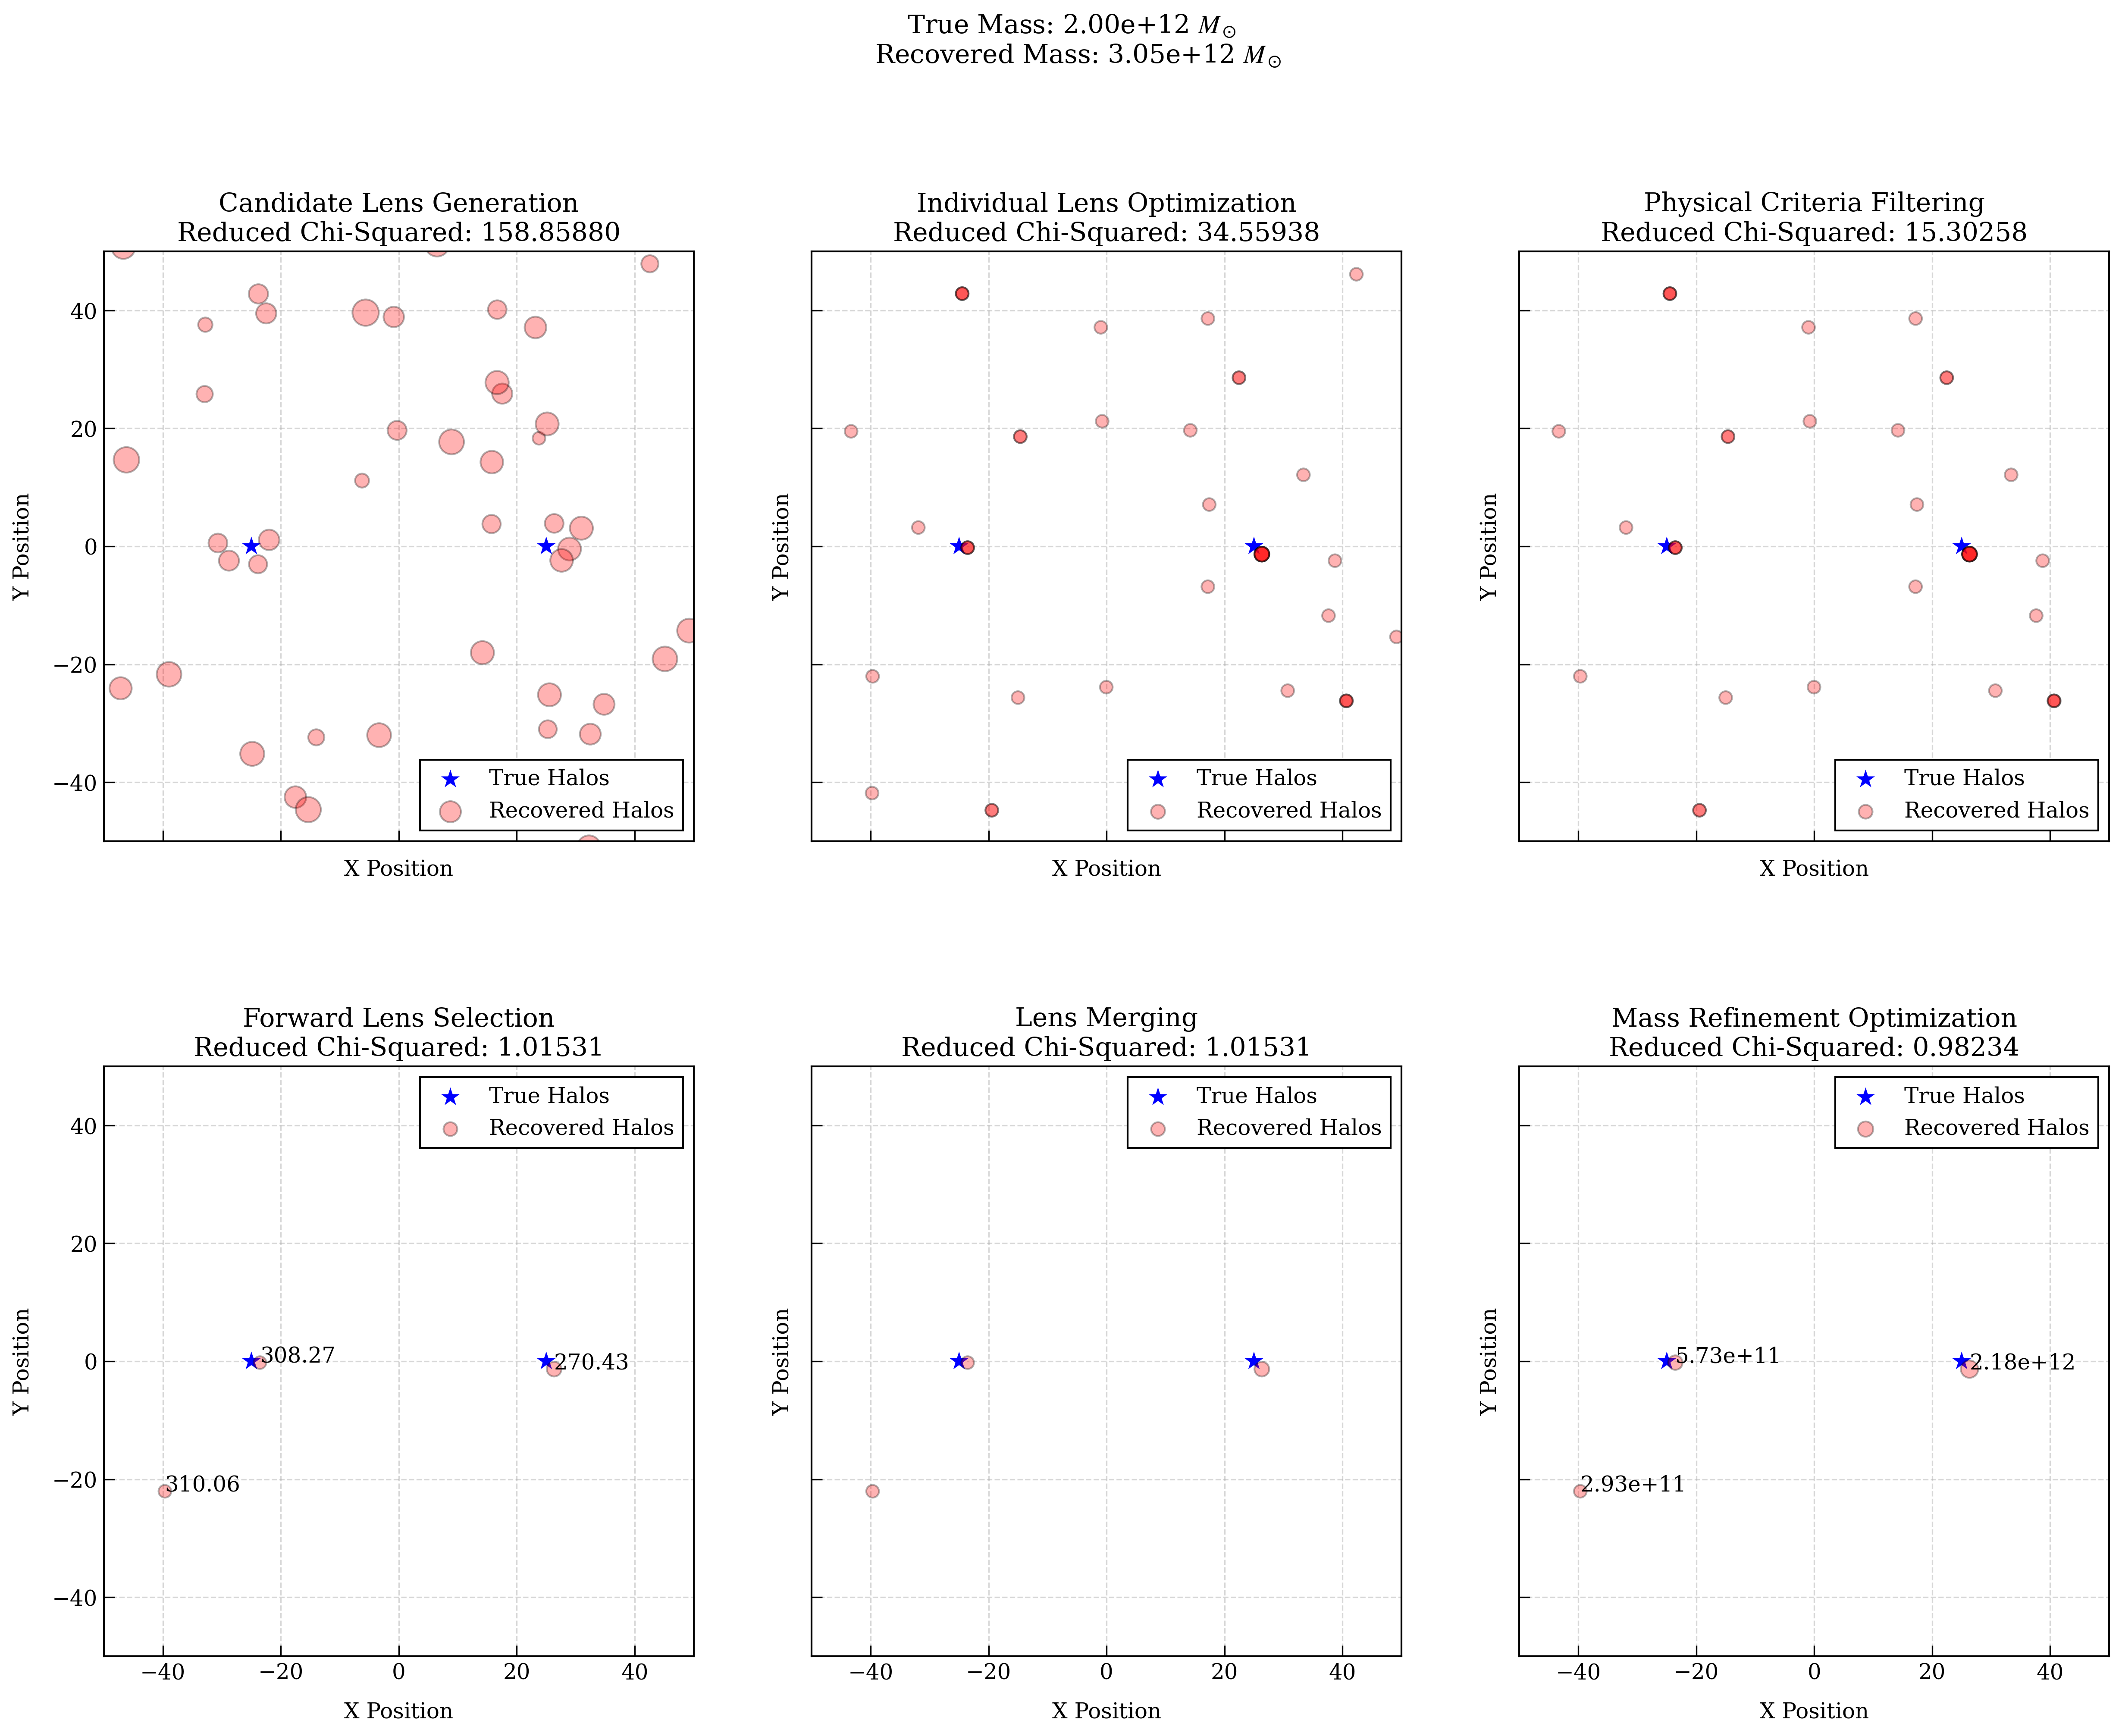 True Mass: 2.00e+12 M⊙
Recovered Mass: 3.05e+12 M⊙
Candidate Lens Generation
Reduced Chi-Squared: 158.85880
Y Position
40
20
0
−20
−40
True Halos
Recovered Halos
X Position
Individual Lens Optimization
Reduced Chi-Squared: 34.55938
Y Position
True Halos
Recovered Halos
X Position
Physical Criteria Filtering
Reduced Chi-Squared: 15.30258
Y Position
True Halos
Recovered Halos
X Position
Forward Lens Selection
Reduced Chi-Squared: 1.01531
Y Position
40
20
0
−20
−40
True Halos
Recovered Halos
308.27
270.43
310.06
−40 −20 0 20 40
X Position
Lens Merging
Reduced Chi-Squared: 1.01531
Y Position
True Halos
Recovered Halos
−40 −20 0 20 40
X Position
Mass Refinement Optimization
Reduced Chi-Squared: 0.98234
Y Position
True Halos
Recovered Halos
5.73e+11
2.18e+12
2.93e+11
−40 −20 0 20 40
X Position